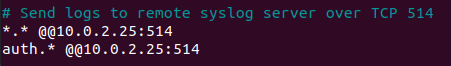 # Send logs to remote syslog server over TCP 514
*.* @@10.0.2.25:514
auth.* @@10.0.2.25:514